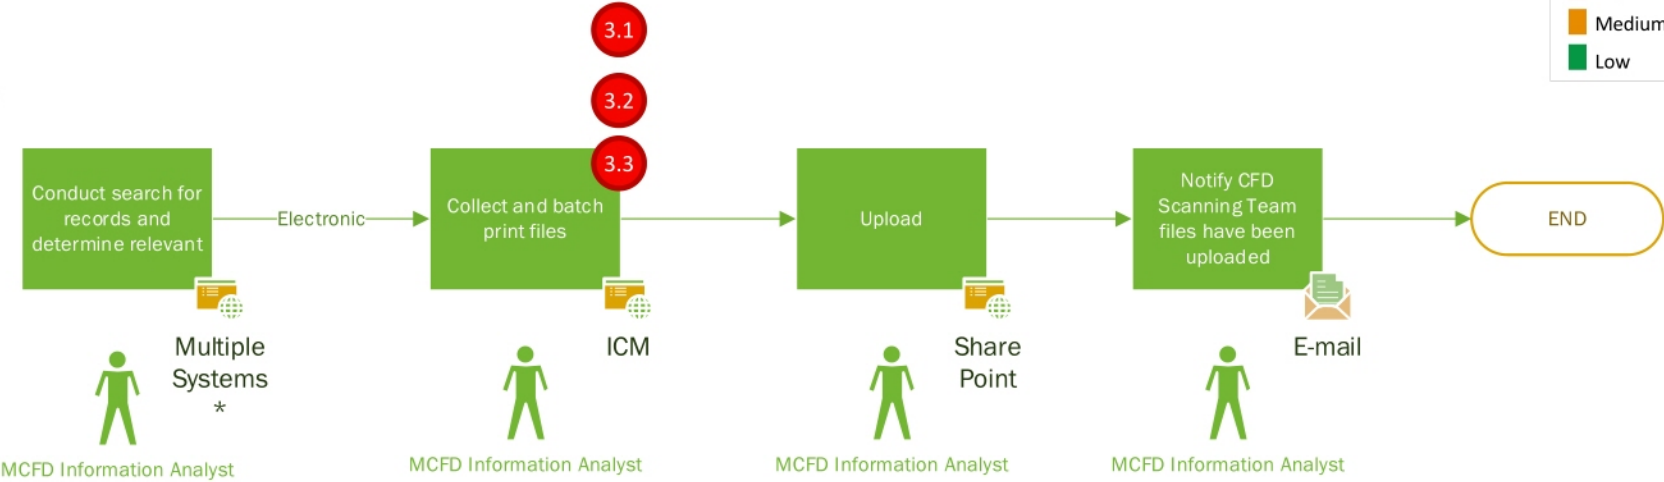 3.1
Medium
Low
3.2
3.3
Conduct search for
records and
determine relevant
Electronic
Collect and batch
print files
Upload
Notify CFD
Scanning Team
files have been
uploaded
END
Multiple
Systems
*
ICM
Share
Point
E-mail
MCFD Information Analyst
MCFD Information Analyst
MCFD Information Analyst
MCFD Information Analyst